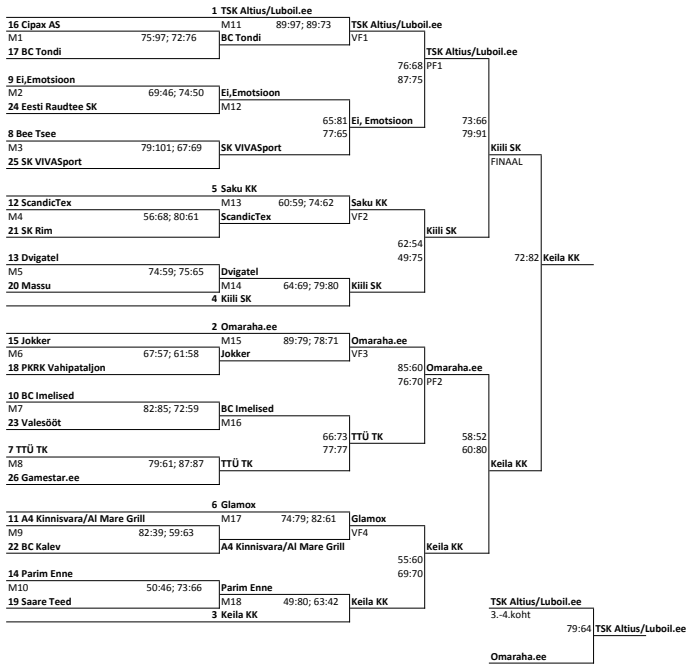 1 TSK Altius/Luboil.ee
16 Cipax AS M11 89:97; 89:73 TSK Altius/Luboil.ee
M1 75:97; 72:76 BC Tondi VF1
17 BC Tondi TSK Altius/Luboil.ee
76:68 PF1
9 Ei,Emotsioon 87:75
M2 69:46; 74:50 Ei,Emotsioon
24 Eesti Raudtee SK M12
65:81 Ei, Emotsioon 73:66
8 Bee Tsee 77:65 79:91
M3 79:101; 67:69 SK VIVASport Kiili SK
25 SK VIVASport FINAAL
5 Saku KK
12 ScandicTex M13 60:59; 74:62 Saku KK
M4 56:68; 80:61 ScandicTex VF2
21 SK Rim Kiili SK
62:54
13 Dvigatel 49:75 72:82 Keila KK
M5 74:59; 75:65 Dvigatel
20 Massu M14 64:69; 79:80 Kiili SK
4 Kiili SK
2 Omaraha.ee
15 Jokker M15 89:79; 78:71 Omaraha.ee
M6 67:57; 61:58 Jokker VF3
18 PKRK Vahipataljon 85:60 Omaraha.ee
76:70 PF2
10 BC Imelised
M7 82:85; 72:59 BC Imelised
23 Valesööt M16
66:73 TTÜ TK 58:52
7 TTÜ TK 77:77 60:80
M8 79:61; 87:87 TTÜ TK Keila KK
26 Gamestar.ee
6 Glamox
11 A4 Kinnisvara/Al Mare Grill M17 74:79; 82:61 Glamox
M9 82:39; 59:63 VF4
22 BC Kalev A4 Kinnisvara/Al Mare Grill Keila KK
55:60
14 Parim Enne 69:70
M10 50:46; 73:66 Parim Enne
19 Saare Teed M18 49:80; 63:42 Keila KK TSK Altius/Luboil.ee
3 Keila KK 3.-4.koht
79:64 TSK Altius/Luboil.ee
Omaraha.ee